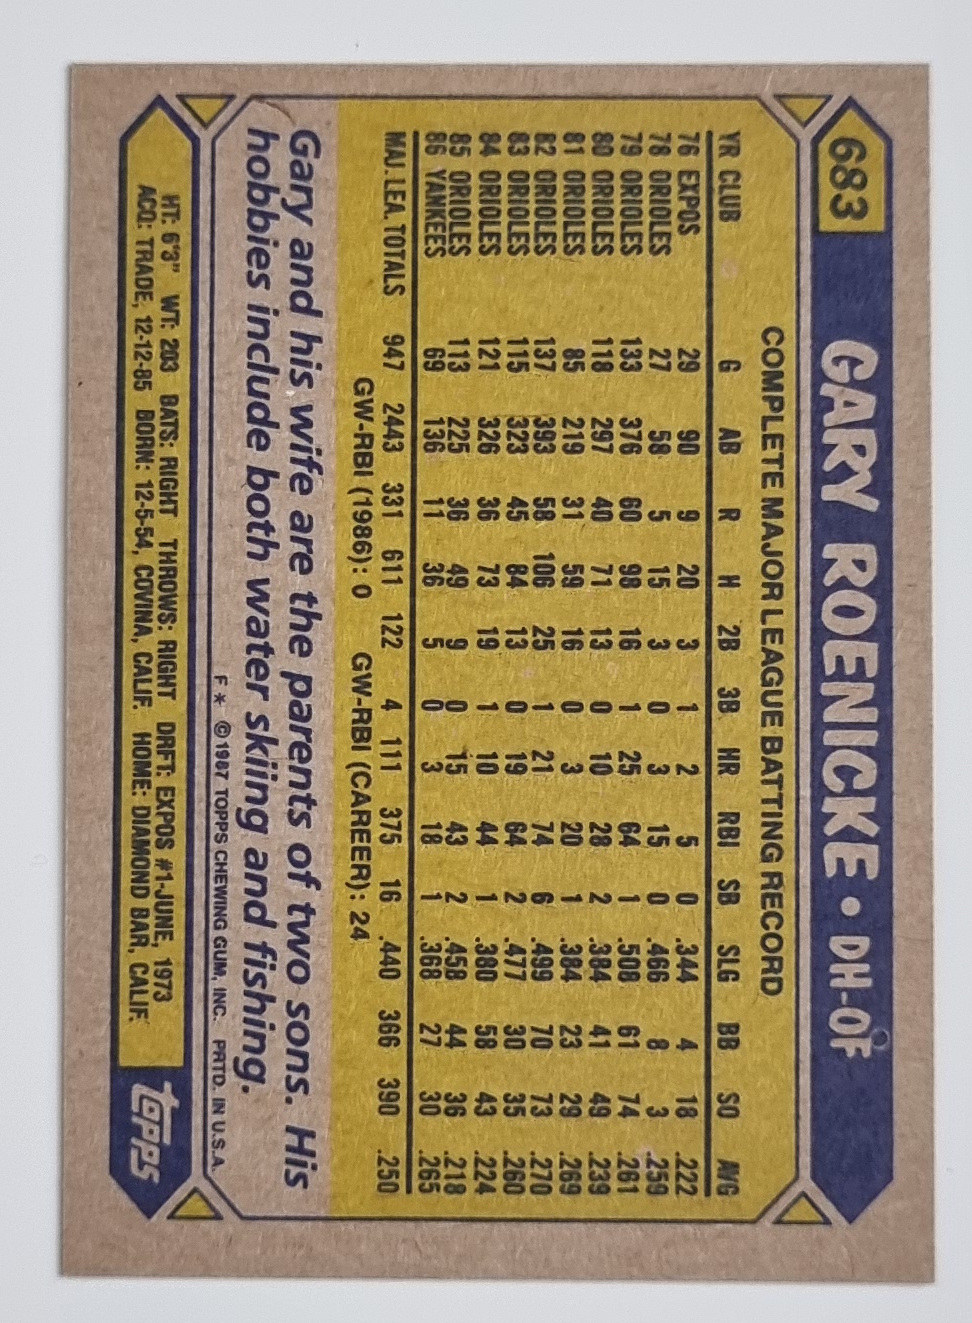 683 GARY ROENICKE • DH-OF
COMPLETE MAJOR LEAGUE BATTING RECORD
YR CLUB G AB R H 2B 3B HR RBI SB SLG BB SO AVG
76 EXPOS 29 90 9 20 3 1 2 5 0 .344 4 18 .222
78 ORIOLES 27 58 5 15 3 0 3 15 0 .466 8 3 .259
79 ORIOLES 133 376 60 98 16 1 25 64 1 .508 61 74 .261
80 ORIOLES 118 297 40 71 13 0 10 28 2 .384 41 49 .239
81 ORIOLES 85 219 31 59 16 0 3 20 1 .384 23 29 .269
82 ORIOLES 137 393 58 106 25 1 21 74 6 .499 70 73 .270
83 ORIOLES 115 323 45 84 13 0 19 64 2 .477 30 35 .260
84 ORIOLES 121 326 36 73 19 1 10 44 1 .380 58 43 .224
85 ORIOLES 113 225 36 49 9 0 15 43 2 .458 44 36 .218
86 YANKEES 69 136 11 36 5 0 3 18 1 .368 27 30 .265
MAJ. LEA. TOTALS 947 2443 331 611 122 4 111 375 16 .440 366 390 .250
GW-RBI (1986): 0 GW-RBI (CAREER): 24
Gary and his wife are the parents of two sons. His
hobbies include both water skiing and fishing.
F* ©1987 TOPPS CHEWING GUM, INC. PRTD. IN U.S.A.
HT: 6'3" WT: 203 BATS: RIGHT THROWS: RIGHT DRFT: EXPOS #1-JUNE, 1973
ACQ: TRADE, 12-12-85 BORN: 12-5-54, COVINA, CALIF. HOME: DIAMOND BAR, CALIF.
topps